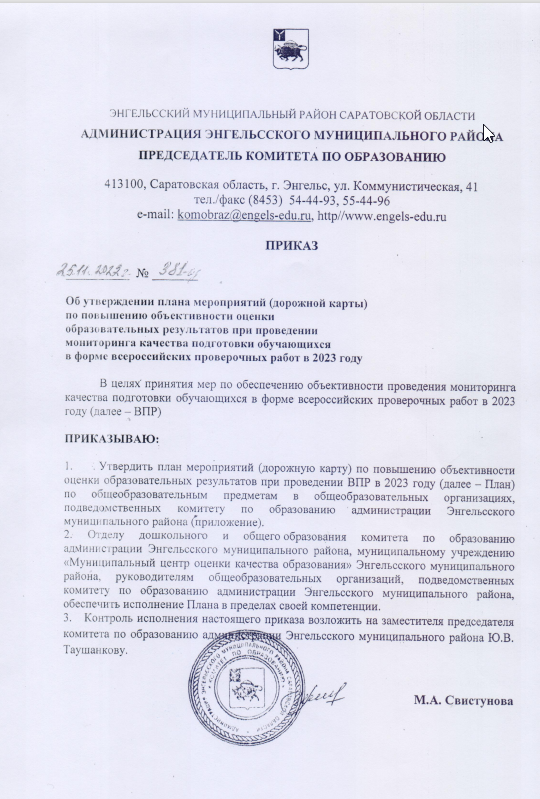 ЭНГЕЛЬССКИЙ МУНИЦИПАЛЬНЫЙ РАЙОН САРАТОВСКОЙ ОБЛАСТИ
АДМИНИСТРАЦИЯ ЭНГЕЛЬССКОГО МУНИЦИПАЛЬНОГО РАЙОНА
ПРЕДСЕДАТЕЛЬ КОМИТЕТА ПО ОБРАЗОВАНИЮ
413100, Саратовская область, г. Энгельс, ул. Коммунистическая, 41
тел./факс (8453) 54-44-93, 55-44-96
e-mail: komobraz@engels-edu.ru, http//www.engels-edu.ru
ПРИКАЗ
25.11.2022г. №
Об утверждении плана мероприятий (дорожной карты)
по повышению объективности оценки
образовательных результатов при проведении
мониторинга качества подготовки обучающихся
в форме всероссийских проверочных работ в 2023 году
В целях принятия мер по обеспечению объективности проведения мониторинга
качества подготовки обучающихся в форме всероссийских проверочных работ в 2023
году (далее – ВПР)
ПРИКАЗЫВАЮ:
1. Утвердить план мероприятий (дорожную карту) по повышению объективности
оценки образовательных результатов при проведении ВПР в 2023 году (далее – План)
по общеобразовательным предметам в общеобразовательных организациях,
подведомственных комитету по образованию администрации Энгельсского
муниципального района (приложение).
2. Отделу дошкольного и общего образования комитета по образованию
администрации Энгельсского муниципального района, муниципальному учреждению
«Муниципальный центр оценки качества образования» Энгельсского муниципального
района, руководителям общеобразовательных организаций, подведомственных
комитету по образованию администрации Энгельсского муниципального района,
обеспечить исполнение Плана в пределах своей компетенции.
3. Контроль исполнения настоящего приказа возложить на заместителя председателя
комитета по образованию администрации Энгельсского муниципального района Ю.В.
Таушанкову.
М.А. Свистунова